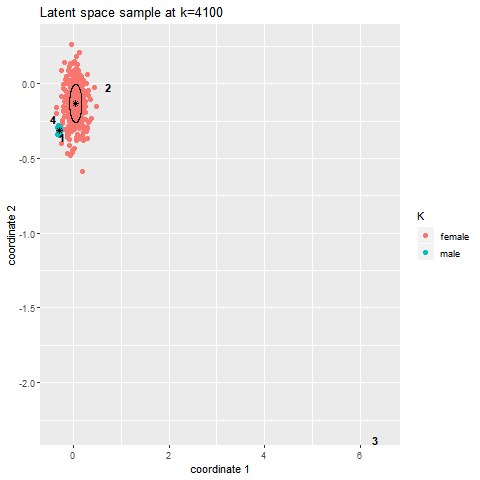 Latent space sample at k=4100
0.0
-0.5
-1.0
-1.5
-2.0
coordinate 2
2
4
1
3
0
2
4
6
coordinate 1
K
female
male